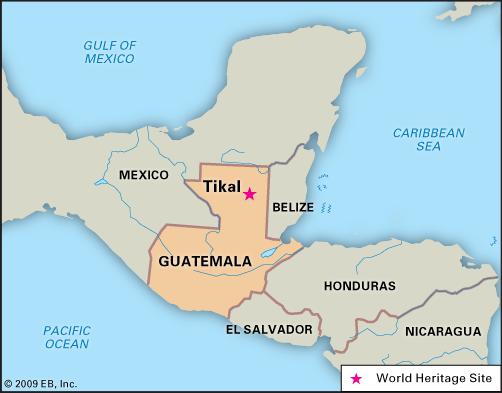 GULF OF
MEXICO
CARIBBEAN
SEA
MEXICO
Tikal
BELIZE
GUATEMALA
HONDURAS
EL SALVADOR
NICARAGUA
PACIFIC
OCEAN
© 2009 EB, Inc.
World Heritage Site